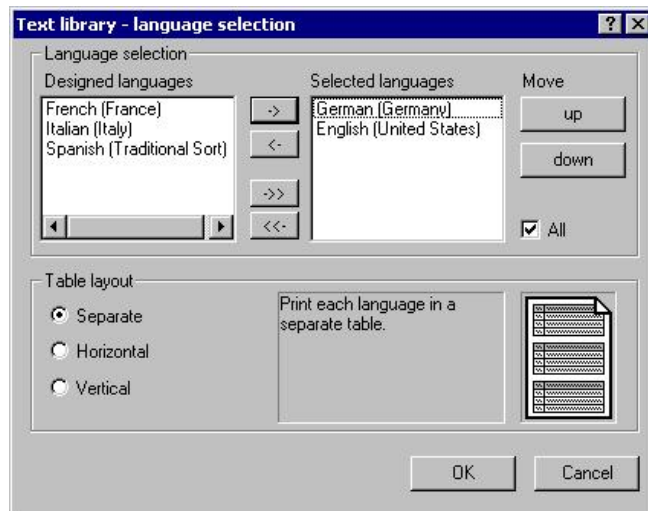 Text library - language selection
Language selection
Designed languages
Selected languages
Move
French (France)
Italian (Italy)
Spanish (Traditional Sort)
->
<-
->>
<<-
German (Germany)
English (United States)
up
down
All
Table layout
Separate
Horizontal
Vertical
Print each language in a
separate table.
OK
Cancel